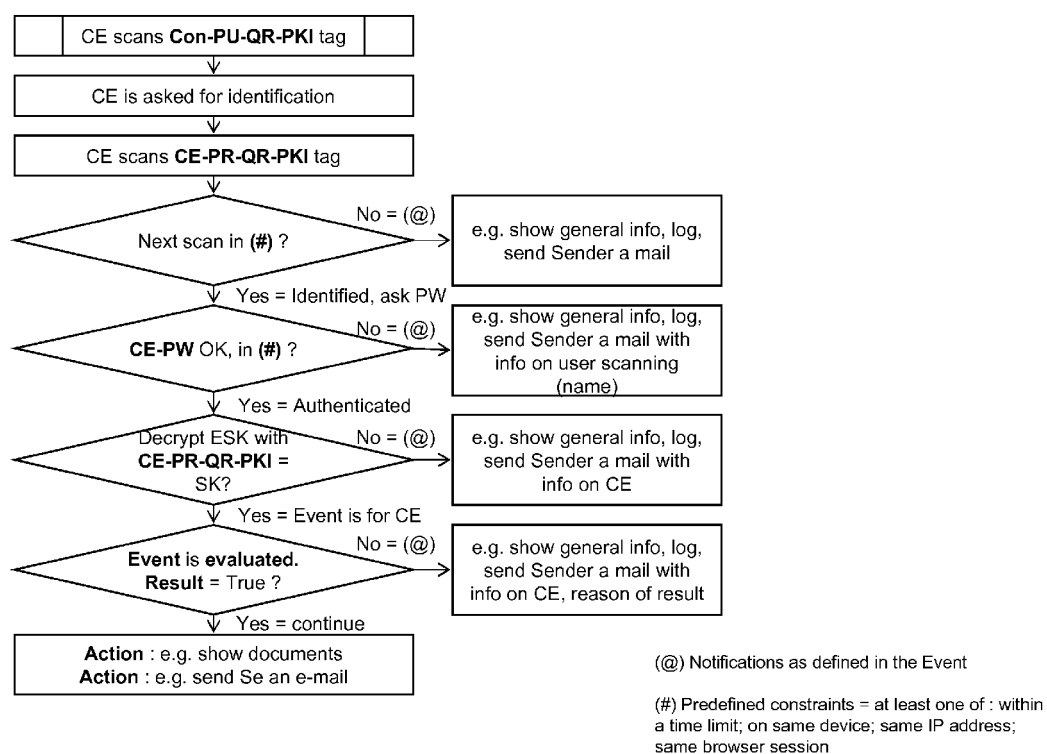 CE scans Con-PU-QR-PKI tag
CE is asked for identification
CE scans CE-PR-QR-PKI tag
Next scan in (#) ?
No = (@)
e.g. show general info, log,
send Sender a mail
Yes = Identified, ask PW
CE-PW OK, in (#) ?
No = (@)
e.g. show general info, log,
send Sender a mail with
info on user scanning
(name)
Yes = Authenticated
Decrypt ESK with
CE-PR-QR-PKI =
SK?
No = (@)
e.g. show general info, log,
send Sender a mail with
info on CE
Yes = Event is for CE
Event is evaluated.
Result = True ?
No = (@)
e.g. show general info, log,
send Sender a mail with
info on CE, reason of result
Yes = continue
Action : e.g. show documents
Action : e.g. send Se an e-mail
(@) Notifications as defined in the Event
(#) Predefined constraints = at least one of : within
a time limit; on same device; same IP address;
same browser session